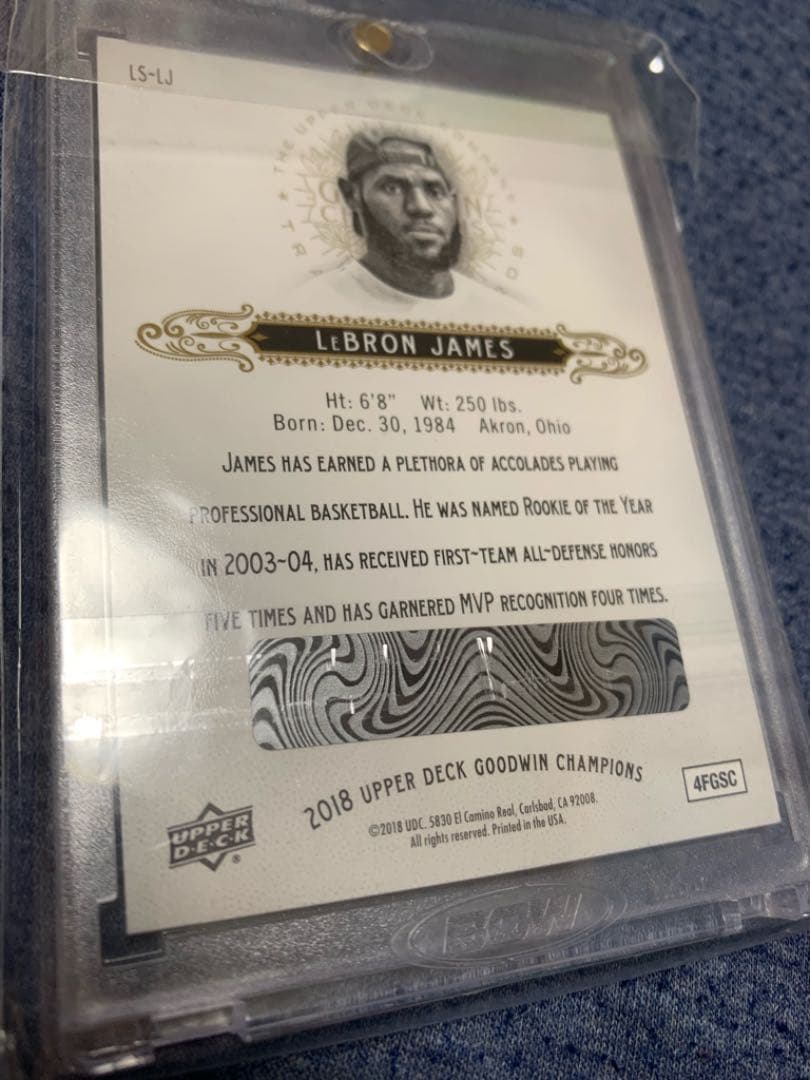 LS-LJ
THE UPPER DECK COMPANY
LeBRON JAMES
Ht: 6'8" Wt: 250 lbs.
Born: Dec. 30, 1984 Akron, Ohio
JAMES HAS EARNED A PLETHORA OF ACCOLADES PLAYING
PROFESSIONAL BASKETBALL. HE WAS NAMED ROOKIE OF THE YEAR
IN 2003-04, HAS RECEIVED FIRST-TEAM ALL-DEFENSE HONORS
FIVE TIMES AND HAS GARNERED MVP RECOGNITION FOUR TIMES.
2018 UPPER DECK GOODWIN CHAMPIONS
4FGSC
©2018 UDC. 5830 El Camino Real, Carlsbad, CA 92008.
All rights reserved. Printed in the USA.
UPPER
D·E·C·K
®